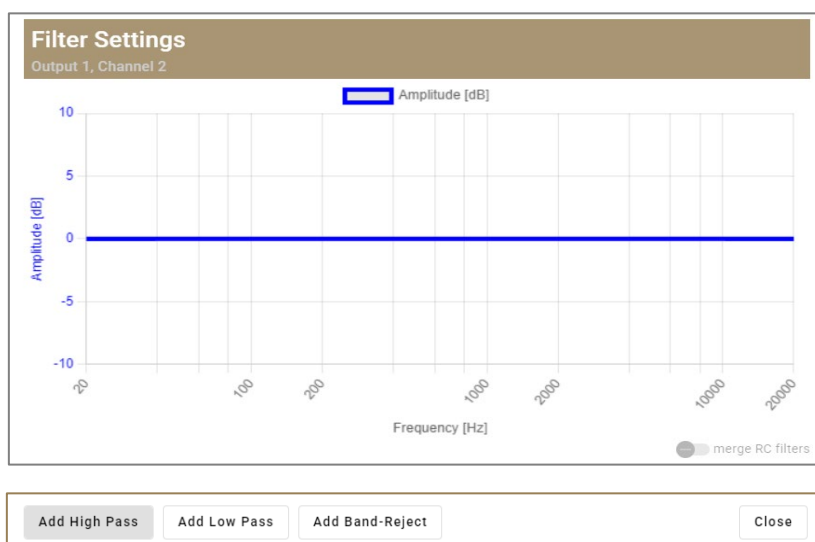 Filter Settings
Output 1, Channel 2
Amplitude [dB]
10
5
0
-5
-10
Amplitude [dB]
20
100
200
1000
2000
10000
20000
Frequency [Hz]
merge RC filters
Add High Pass
Add Low Pass
Add Band-Reject
Close